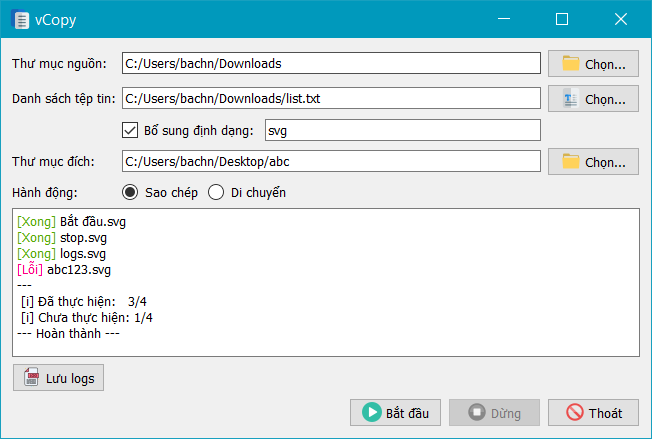 vCopy
Thư mục nguồn: C:/Users/bachn/Downloads Chọn...
Danh sách tệp tin: C:/Users/bachn/Downloads/list.txt Chọn...
Bổ sung định dạng: svg
Thư mục đích: C:/Users/bachn/Desktop/abc Chọn...
Hành động: Sao chép Di chuyển
[Xong] Bắt đầu.svg
[Xong] stop.svg
[Xong] logs.svg
[Lỗi] abc123.svg
---
[i] Đã thực hiện: 3/4
[i] Chưa thực hiện: 1/4
--- Hoàn thành ---
Lưu logs
Bắt đầu Dừng Thoát